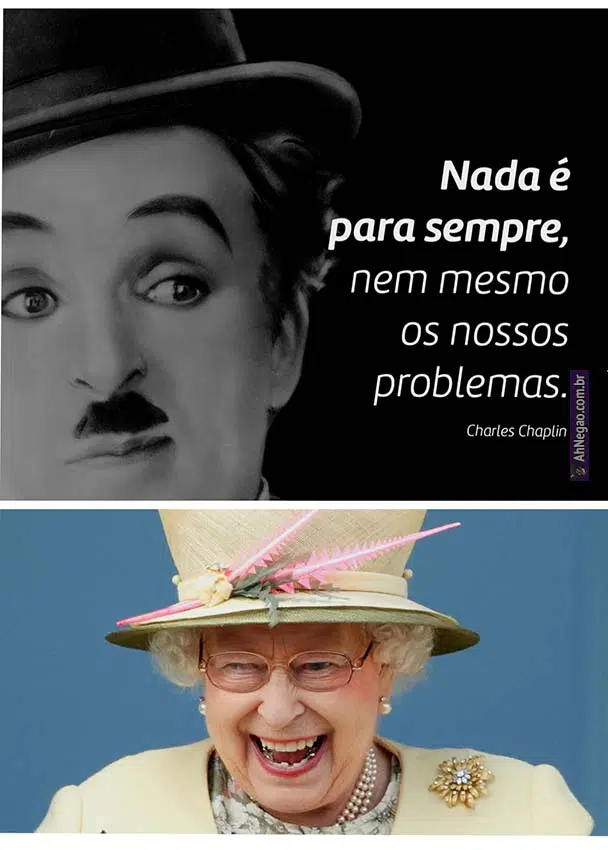 Nada é
para sempre,
nem mesmo
os nossos
problemas.
Charles Chaplin
AhNegao.com.br